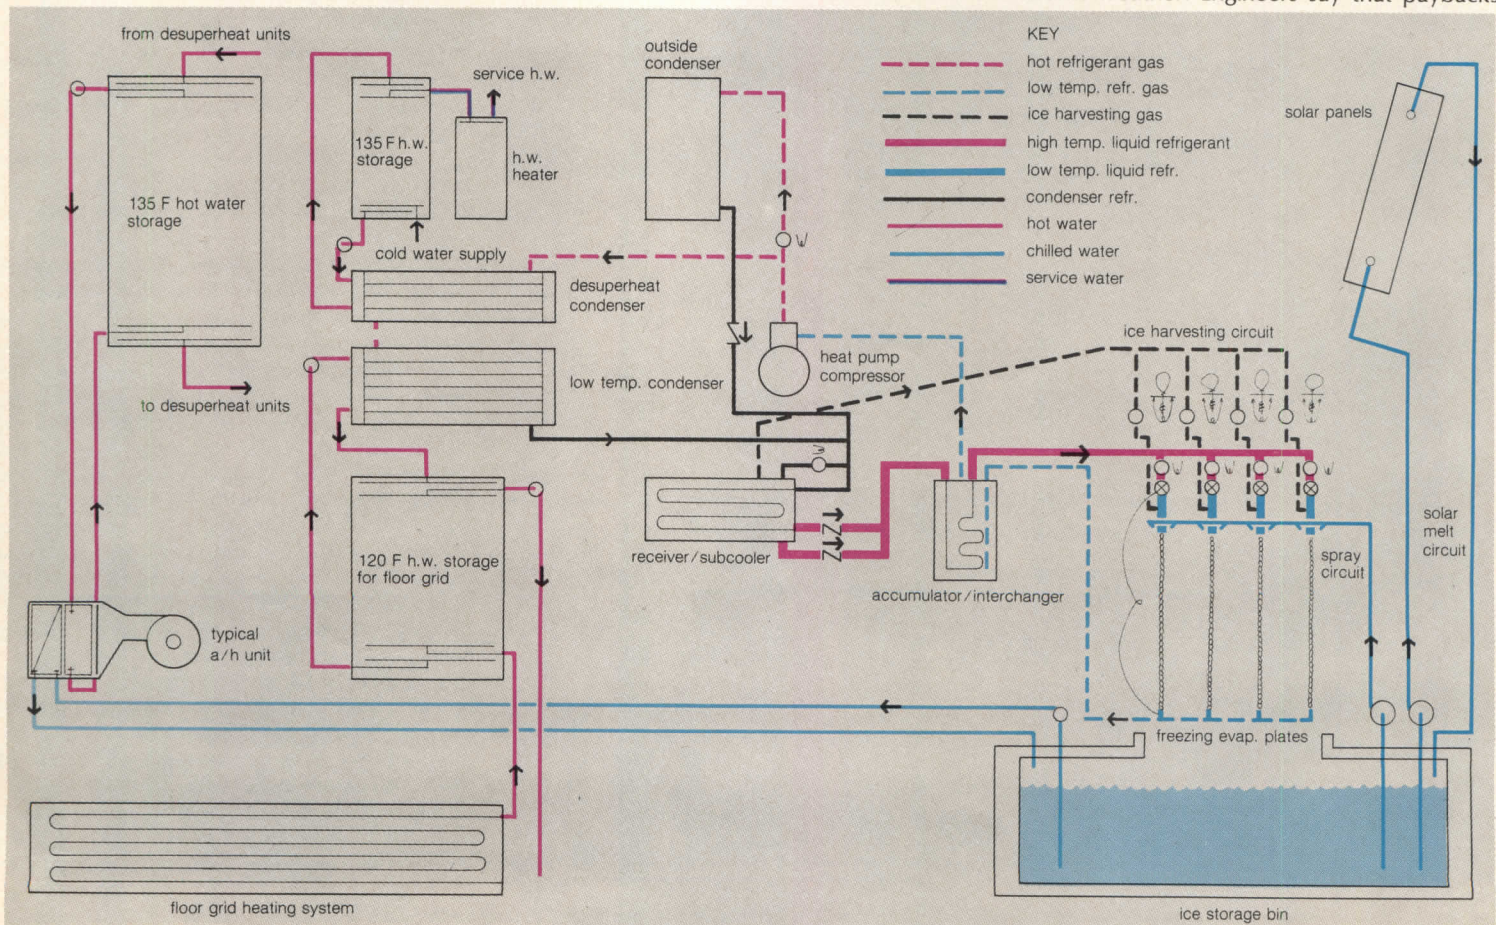 Engineers say that paybacks
from desuperheat units
135 F hot water
storage
to desuperheat units
service h.w.
135 F h.w.
storage
h.w.
heater
cold water supply
desuperheat
condenser
low temp. condenser
120 F h.w. storage
for floor grid
typical
a/h unit
floor grid heating system
outside
condenser
heat pump
compressor
receiver/subcooler
accumulator/interchanger
KEY
hot refrigerant gas
low temp. refr. gas
ice harvesting gas
high temp. liquid refrigerant
low temp. liquid refr.
condenser refr.
hot water
chilled water
service water
solar panels
ice harvesting circuit
solar
melt
circuit
spray
circuit
freezing evap. plates
ice storage bin